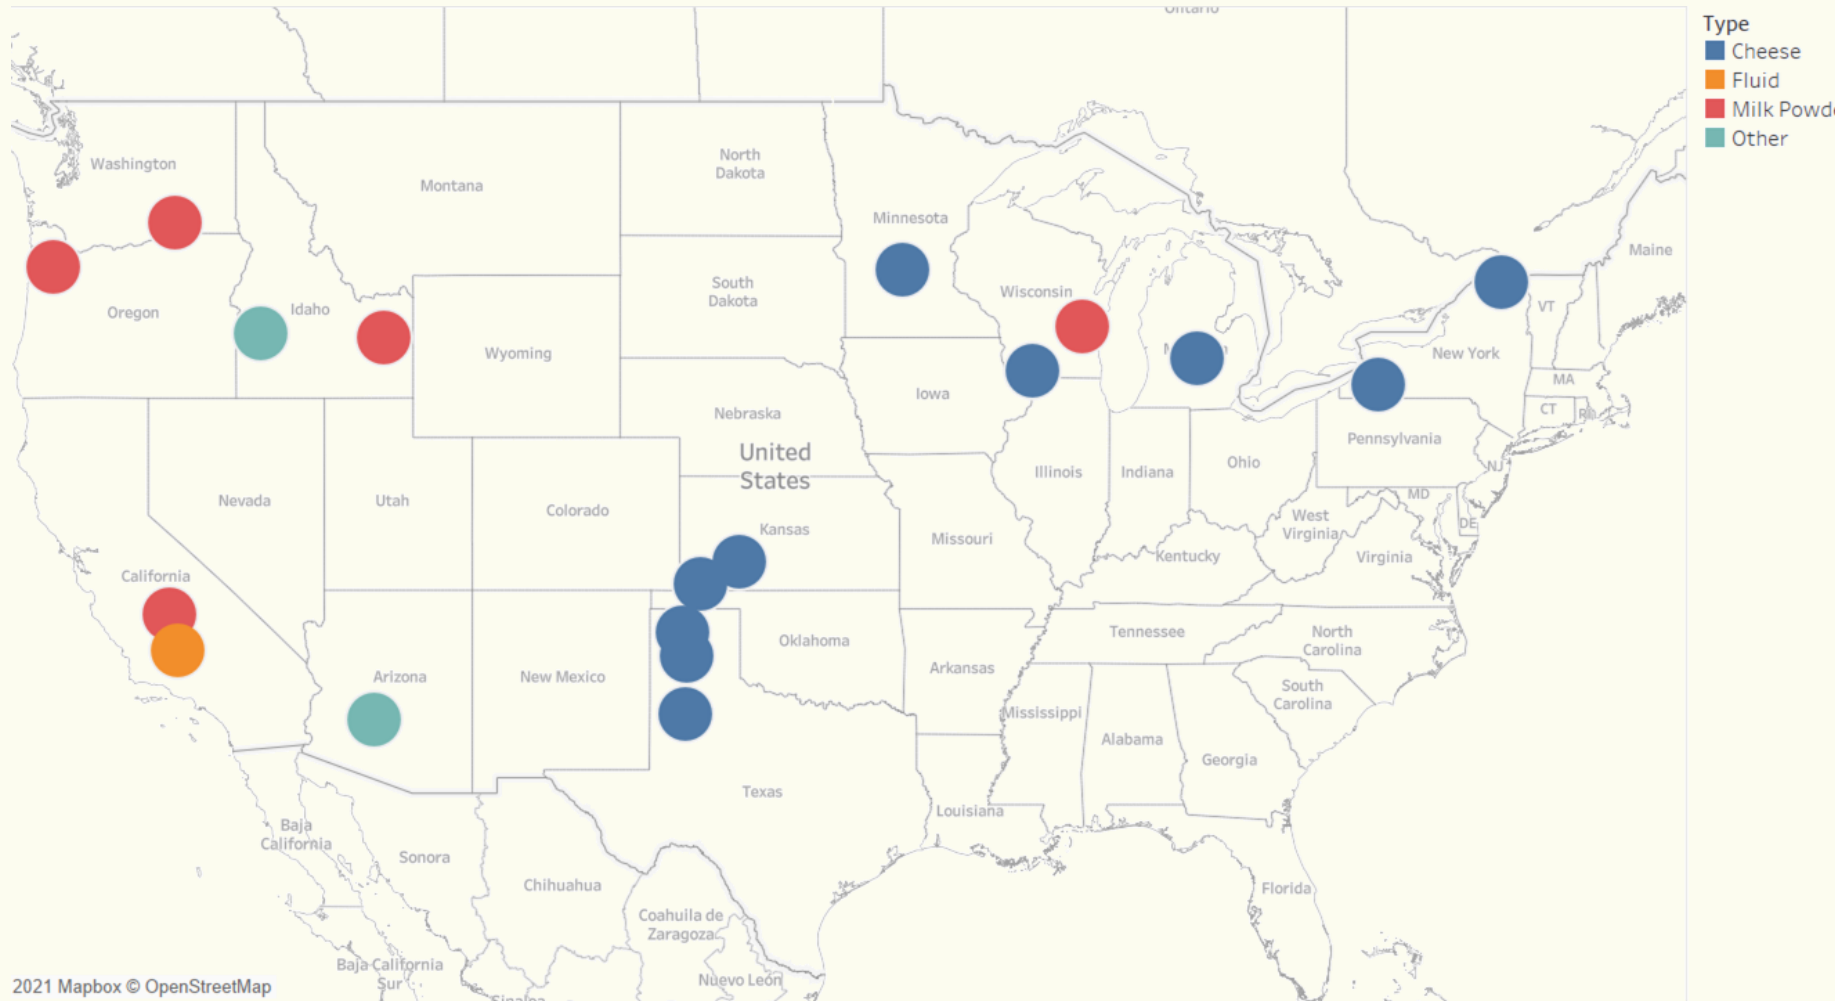 Ontario
Type
Cheese
Fluid
Milk Powde
Other
Washington
Montana
North
Dakota
Minnesota
Maine
Oregon
Idaho
South
Dakota
Wisconsin
VT
Wyoming
New York
Iowa
MA
Nebraska
CT
Pennsylvania
United
States
Nevada
Utah
Colorado
Illinois
Indiana
Ohio
NJ
MD
Kansas
Missouri
West
Virginia
DE
Kentucky
Virginia
California
Oklahoma
Tennessee
North
Carolina
Arizona
New Mexico
Arkansas
South
Carolina
Mississippi
Alabama
Georgia
Texas
Louisiana
Baja
California
Sonora
Chihuahua
Florida
Coahuila de
Zaragoza
Baja California
Sur
Nuevo León
2021 Mapbox © OpenStreetMap